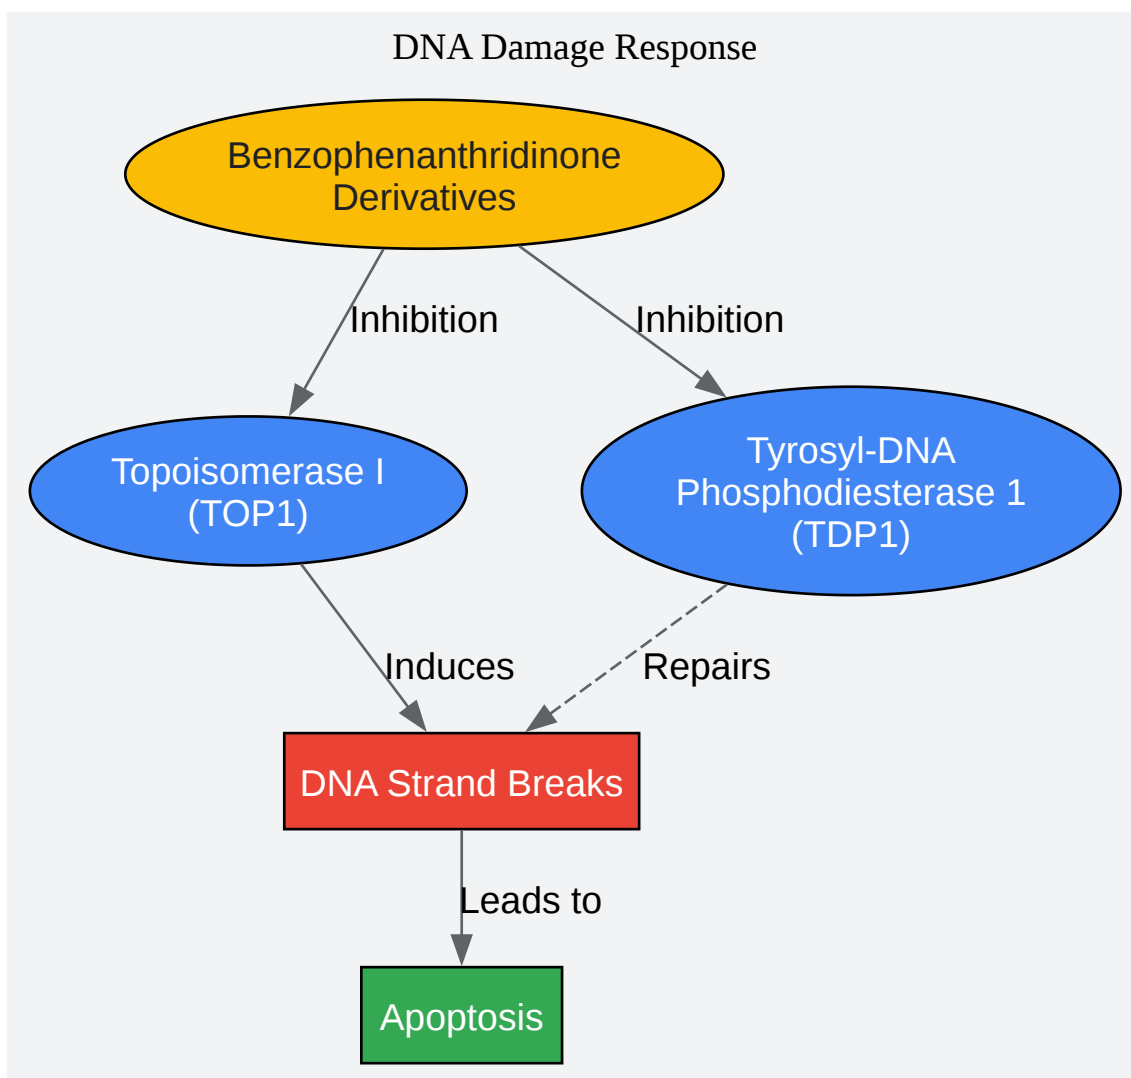 DNA Damage Response
Benzophenanthridinone
Derivatives
Inhibition
Inhibition
Topoisomerase I
(TOP1)
Tyrosyl-DNA
Phosphodiesterase 1
(TDP1)
Induces
Repairs
DNA Strand Breaks
Leads to
Apoptosis